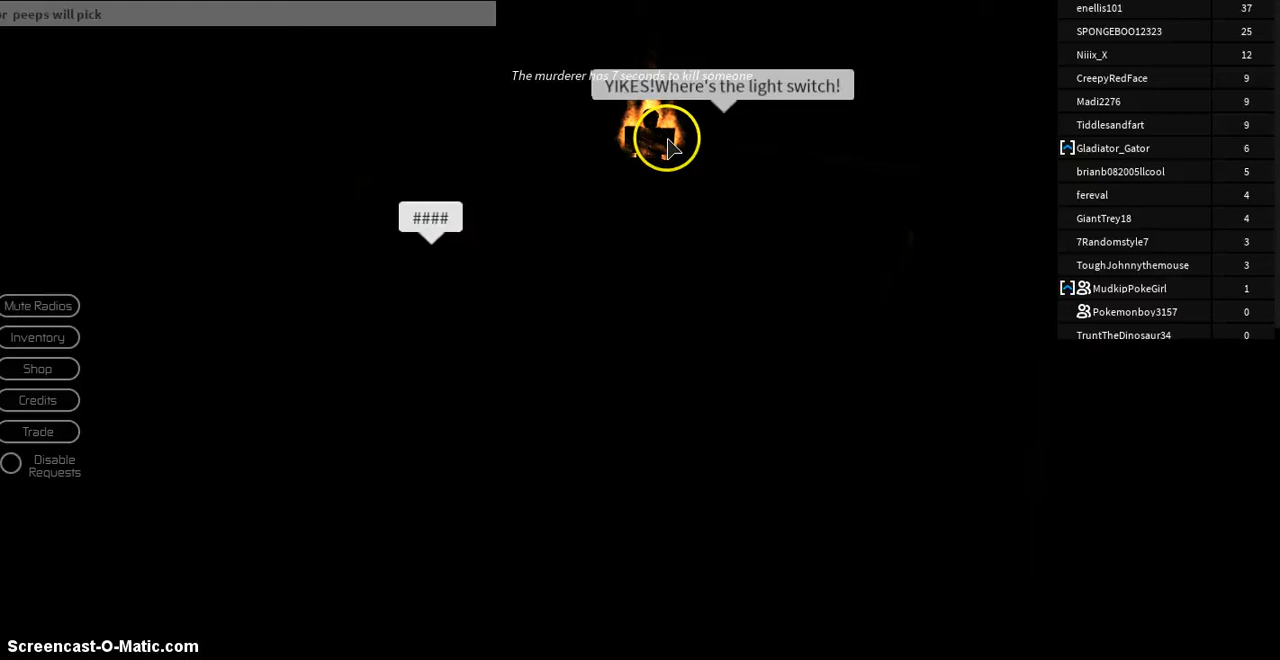 r peeps will pick
The murderer has 7 seconds to kill someone
YIKES!Where's the light switch!
####
Mute Radios
Inventory
Shop
Credits
Trade
Disable
Requests
enellis101 37
SPONGEBOO12323 25
Niiix_X 12
CreepyRedFace 9
Madi2276 9
Tiddlesandfart 9
Gladiator_Gator 6
brianb082005llcool 5
fereval 4
GiantTrey18 4
7Randomstyle7 3
ToughJohnnythemouse 3
MudkipPokeGirl 1
Pokemonboy3157 0
TruntTheDinosaur34 0
Screencast-O-Matic.com